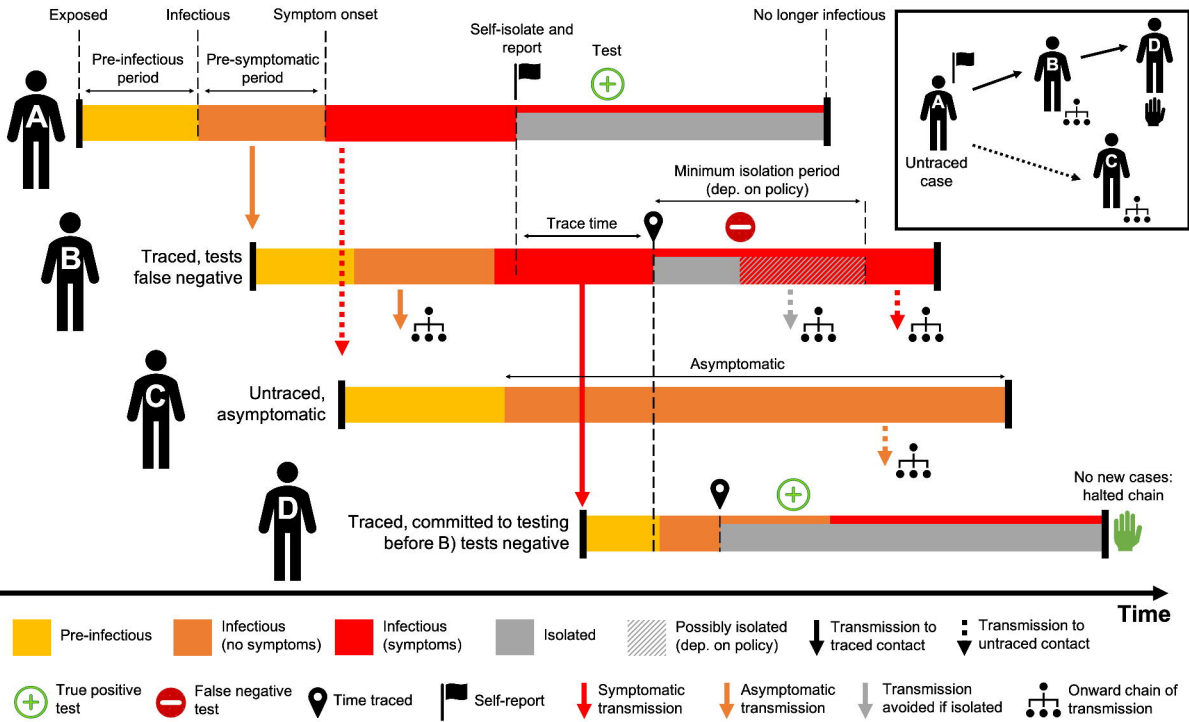 Exposed
Infectious
Symptom onset
No longer infectious
Self-isolate and
report
Test
Pre-infectious
period
Pre-symptomatic
period
A
B
D
A
C
Untraced
case
Minimum isolation period
(dep. on policy)
Trace time
B
Traced, tests
false negative
C
Asymptomatic
Untraced,
asymptomatic
D
No new cases:
halted chain
Traced, committed to testing
before B) tests negative
Time
Pre-infectious
Infectious
(no symptoms)
Infectious
(symptoms)
Isolated
Possibly isolated
(dep. on policy)
Transmission to
traced contact
Transmission to
untraced contact
True positive
test
False negative
test
Time traced
Self-report
Symptomatic
transmission
Asymptomatic
transmission
Transmission
avoided if isolated
Onward chain of
transmission